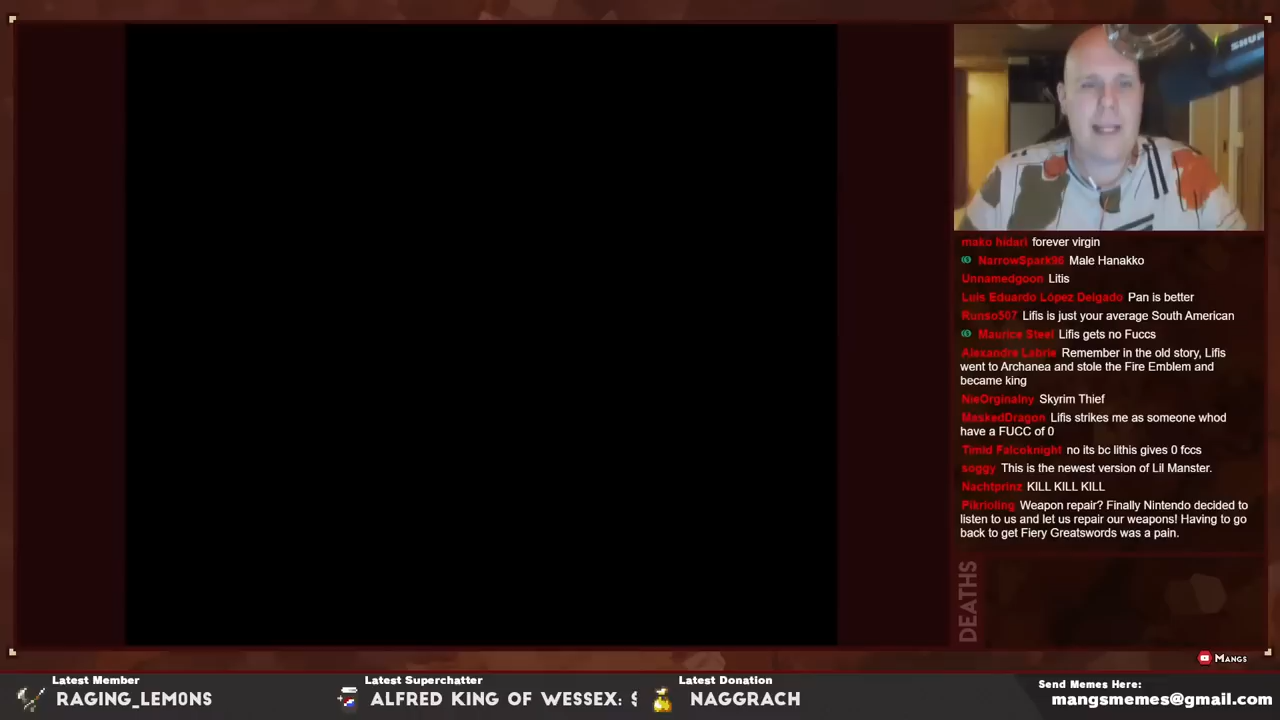 SHUR
mako hidari forever virgin
NarrowSpark96 Male Hanakko
Unnamedgoon Litis
Luis Eduardo López Delgado Pan is better
Runso507 Lifis is just your average South American
Maurice Steel Lifis gets no Fuccs
Alexandre Labrie Remember in the old story, Lifis
went to Archanea and stole the Fire Emblem and
became king
NieOrginalny Skyrim Thief
MaskedDragon Lifis strikes me as someone whod
have a FUCC of 0
Timid Falcoknight no its bc lithis gives 0 fccs
soggy This is the newest version of Lil Manster.
Nachtprinz KILL KILL KILL
Pikrioling Weapon repair? Finally Nintendo decided to
listen to us and let us repair our weapons! Having to go
back to get Fiery Greatswords was a pain.
DEATHS
Mangs
Latest Member
RAGING_LEM0NS
Latest Superchatter
ALFRED KING OF WESSEX: $
Latest Donation
NAGGRACH
Send Memes Here:
mangsmemes@gmail.com